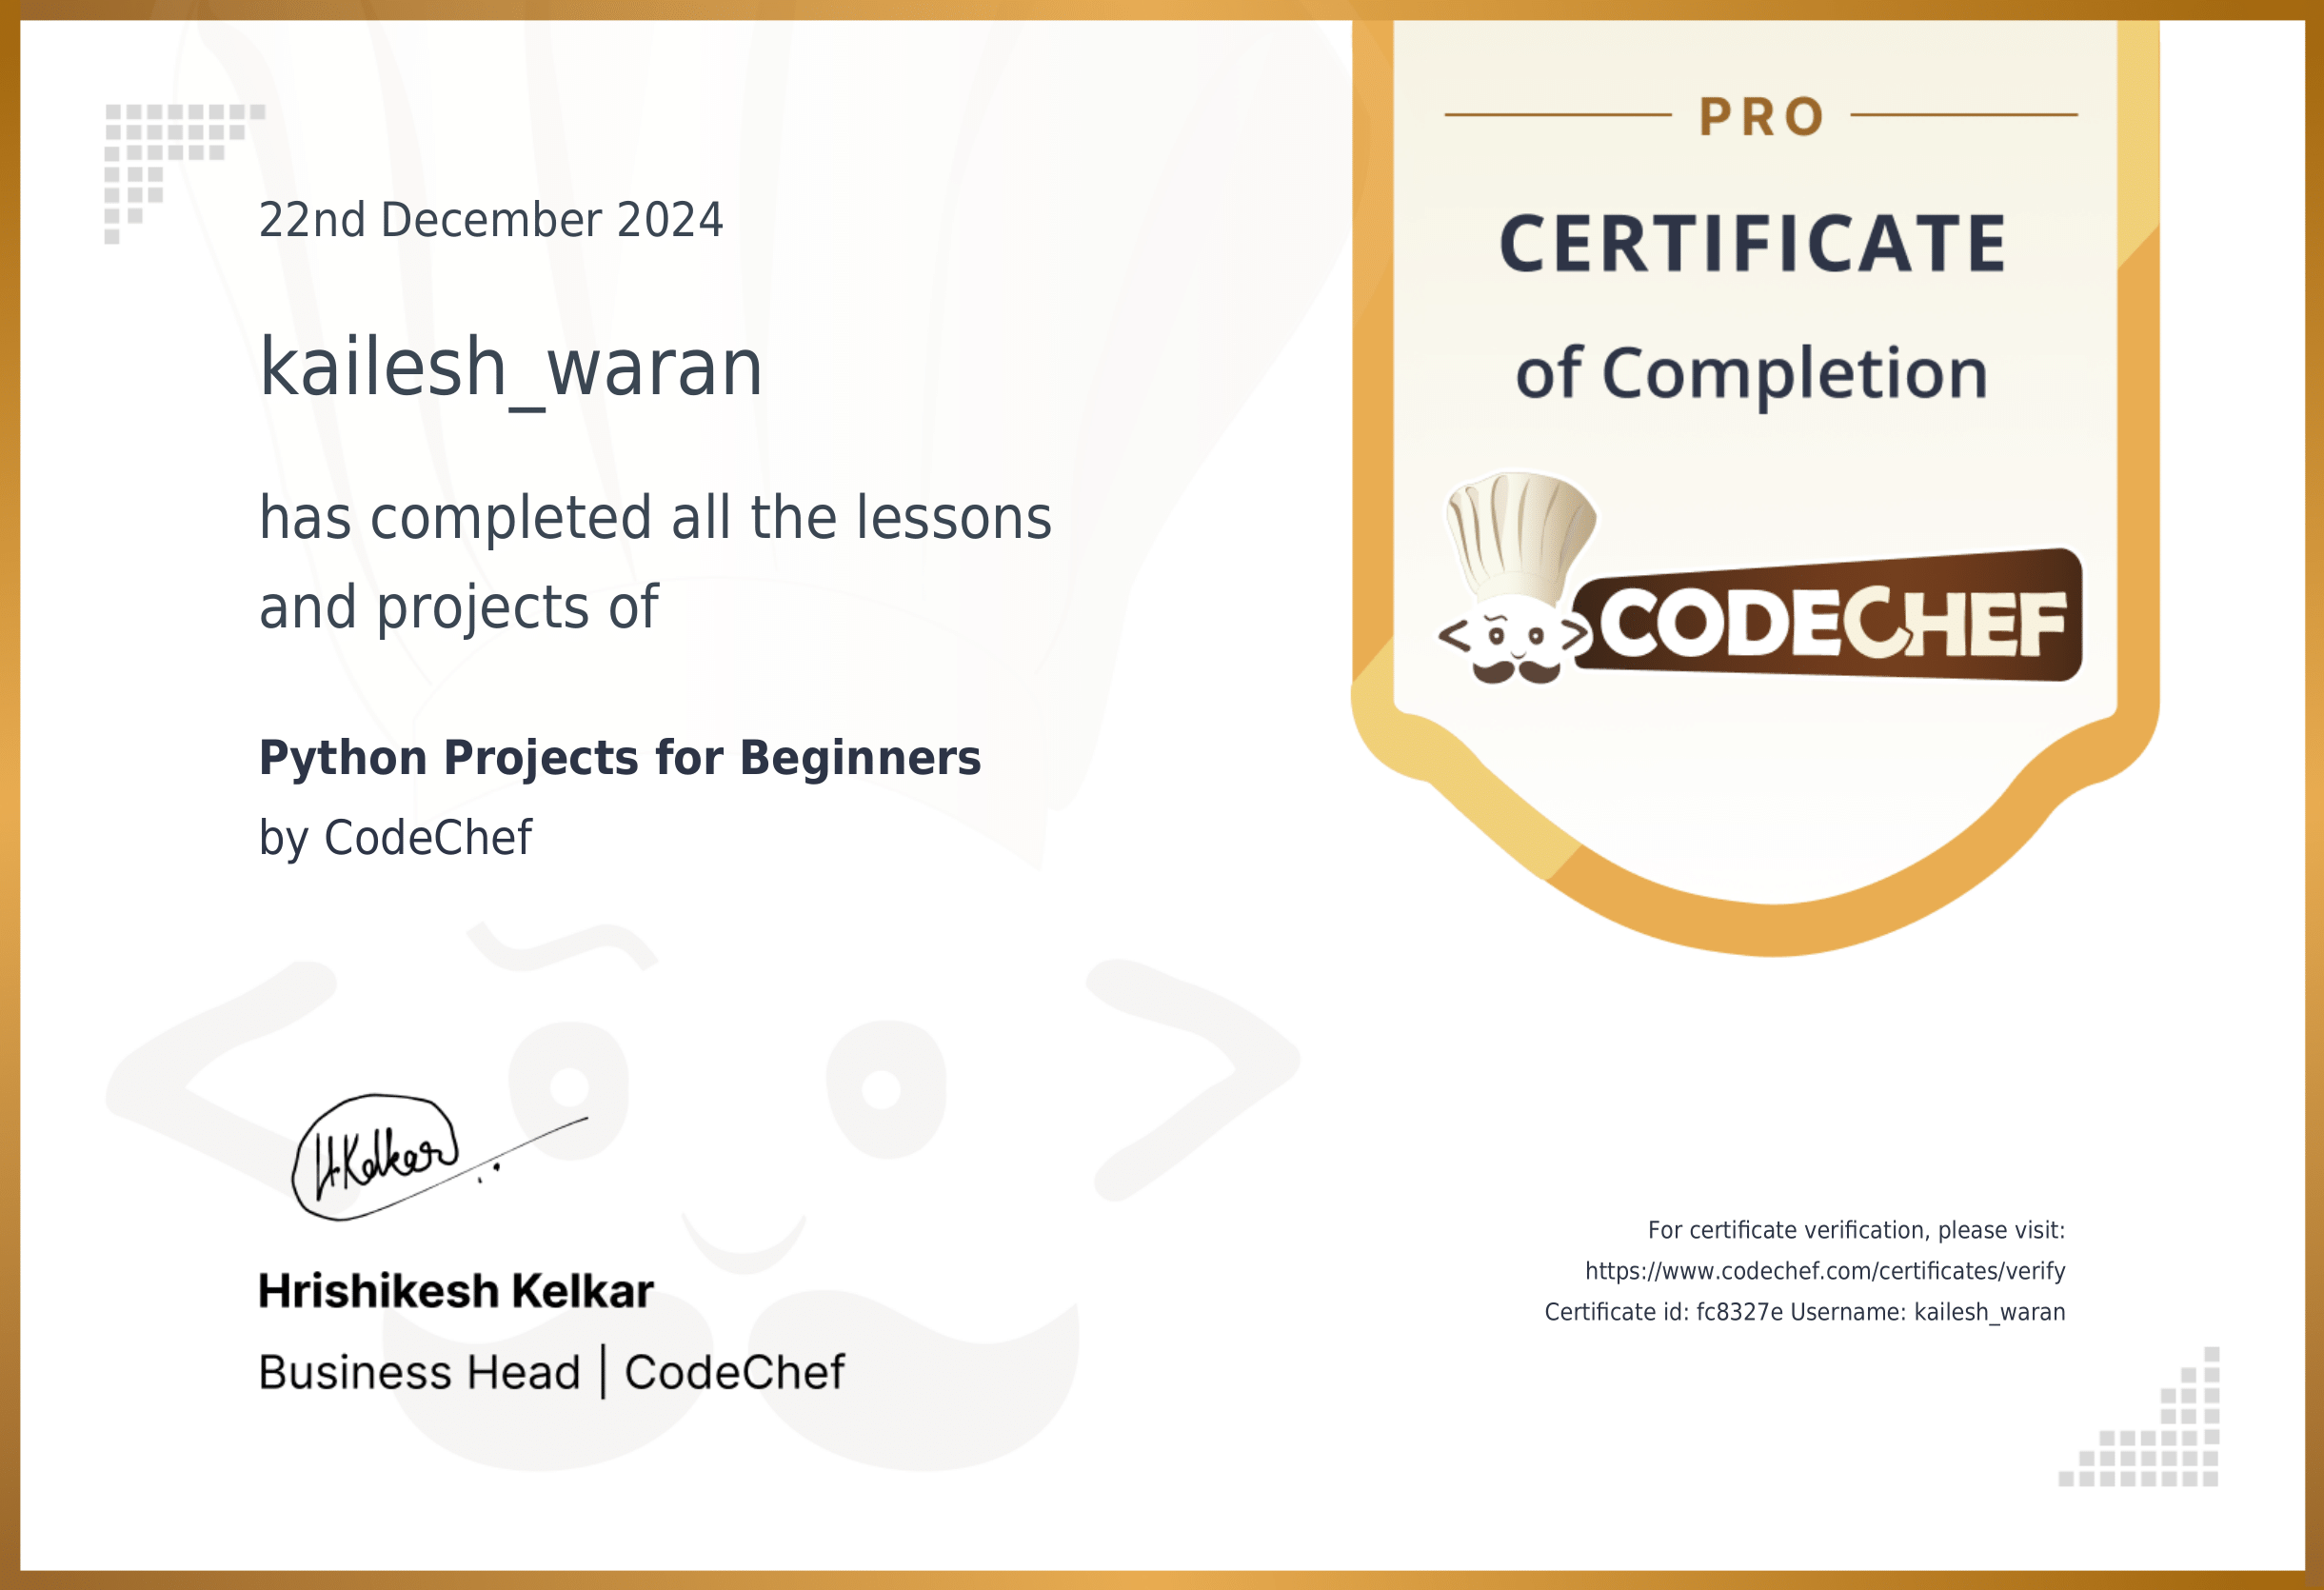 PRO
CERTIFICATE
of Completion
CODECHEF
22nd December 2024
kailesh_waran
has completed all the lessons
and projects of
Python Projects for Beginners
by CodeChef
HKelkar
Hrishikesh Kelkar
Business Head | CodeChef
For certificate verification, please visit:
https://www.codechef.com/certificates/verify
Certificate id: fc8327e Username: kailesh_waran